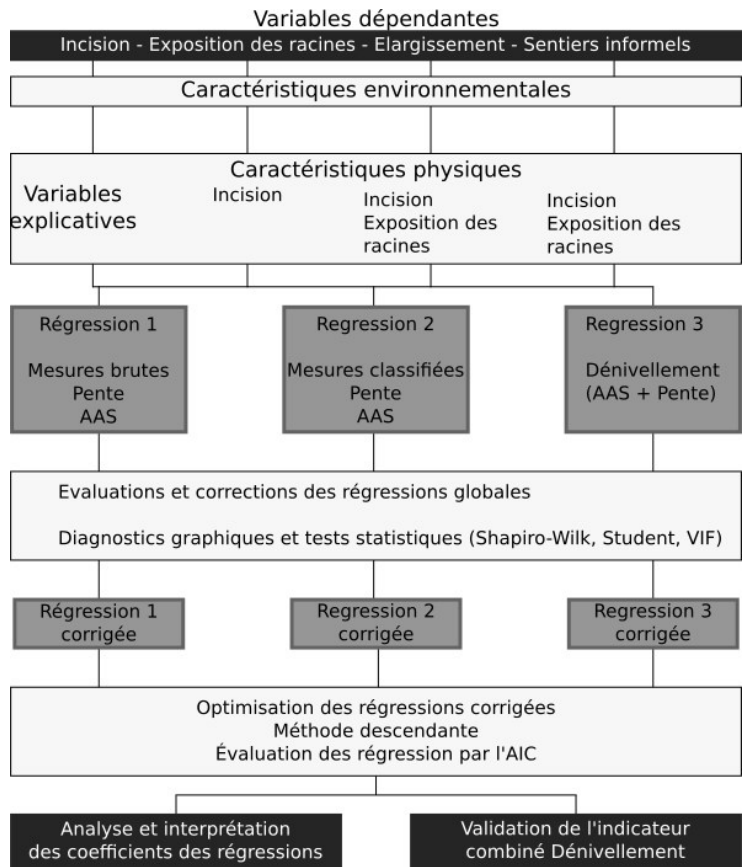 Variables dépendantes
Incision - Exposition des racines - Elargissement - Sentiers informels
Caractéristiques environnementales
Caractéristiques physiques
Variables
explicatives
Incision
Incision
Exposition des
racines
Incision
Exposition des
racines
Régression 1
Mesures brutes
Pente
AAS
Regression 2
Mesures classifiées
Pente
AAS
Regression 3
Dénivellement
(AAS + Pente)
Evaluations et corrections des régressions globales
Diagnostics graphiques et tests statistiques (Shapiro-Wilk, Student, VIF)
Régression 1
corrigée
Regression 2
corrigée
Regression 3
corrigée
Optimisation des régressions corrigées
Méthode descendante
Évaluation des régression par l'AIC
Analyse et interprétation
des coefficients des régressions
Validation de l'indicateur
combiné Dénivellement